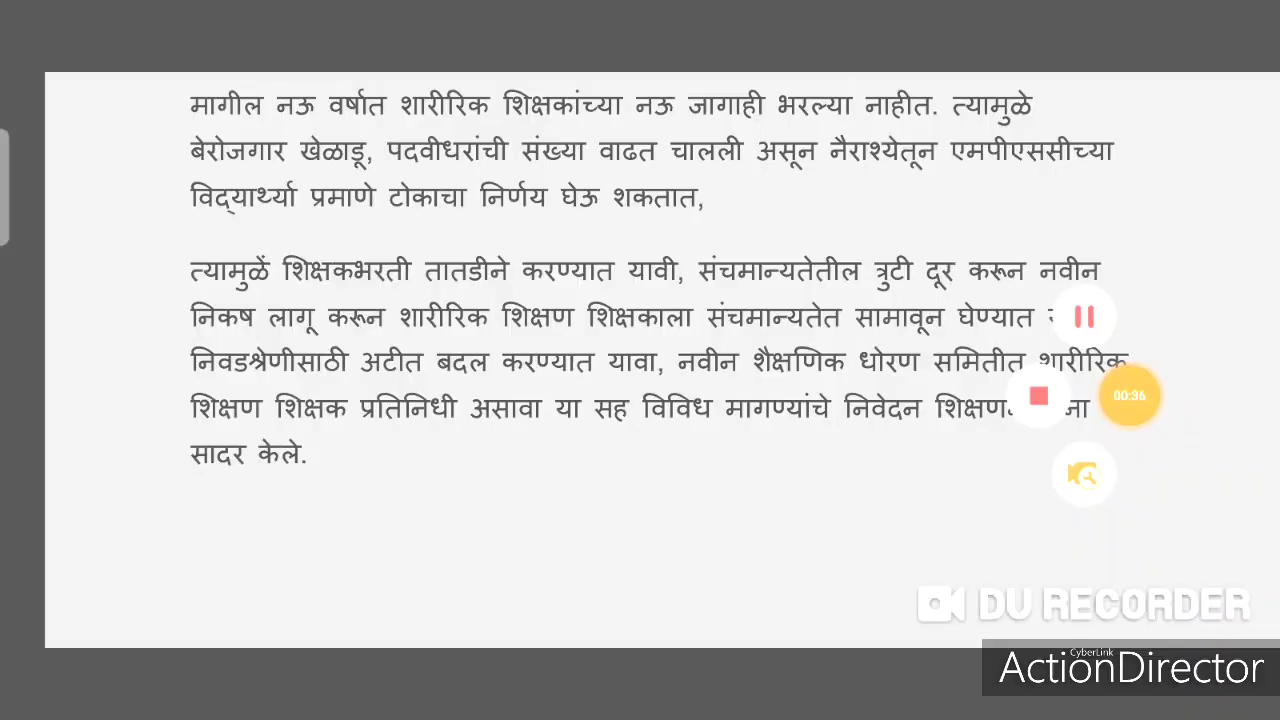 मागील नऊ वर्षात शारीरिक शिक्षकांच्या नऊ जागाही भरल्या नाहीत. त्यामुळे
बेरोजगार खेळाडू, पदवीधरांची संख्या वाढत चालली असून नैराश्येतून एमपीएससीच्या
विद्‌यार्थ्या प्रमाणे टोकाचा निर्णय घेऊ शकतात,
त्यामुळें शिक्षकभरती तातडीने करण्यात यावी, संचमान्यतेतील त्रुटी दूर करून नवीन
निकष लागू करून शारीरिक शिक्षण शिक्षकाला संचमान्यतेत सामावून घेण्यात
निवडश्रेणीसाठी अटीत बदल करण्यात यावा, नवीन शैक्षणिक धोरण समितीत शारीरिक
शिक्षण शिक्षक प्रतिनिधी असावा या सह विविध मागण्यांचे निवेदन
सादर केले.
00:36
DU RECORDER
CyberLink
ActionDirector